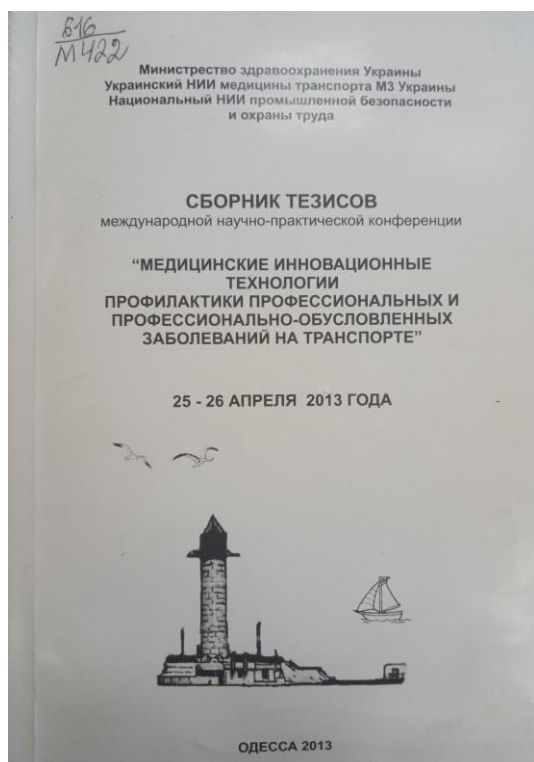 616
М422
Министерство здравоохранения Украины
Украинский НИИ медицины транспорта МЗ Украины
Национальный НИИ промышленной безопасности
и охраны труда
СБОРНИК ТЕЗИСОВ
международной научно-практической конференции
“МЕДИЦИНСКИЕ ИННОВАЦИОННЫЕ
ТЕХНОЛОГИИ
ПРОФИЛАКТИКИ ПРОФЕССИОНАЛЬНЫХ И
ПРОФЕССИОНАЛЬНО-ОБУСЛОВЛЕННЫХ
ЗАБОЛЕВАНИЙ НА ТРАНСПОРТЕ”
25 - 26 АПРЕЛЯ 2013 ГОДА
ОДЕССА 2013